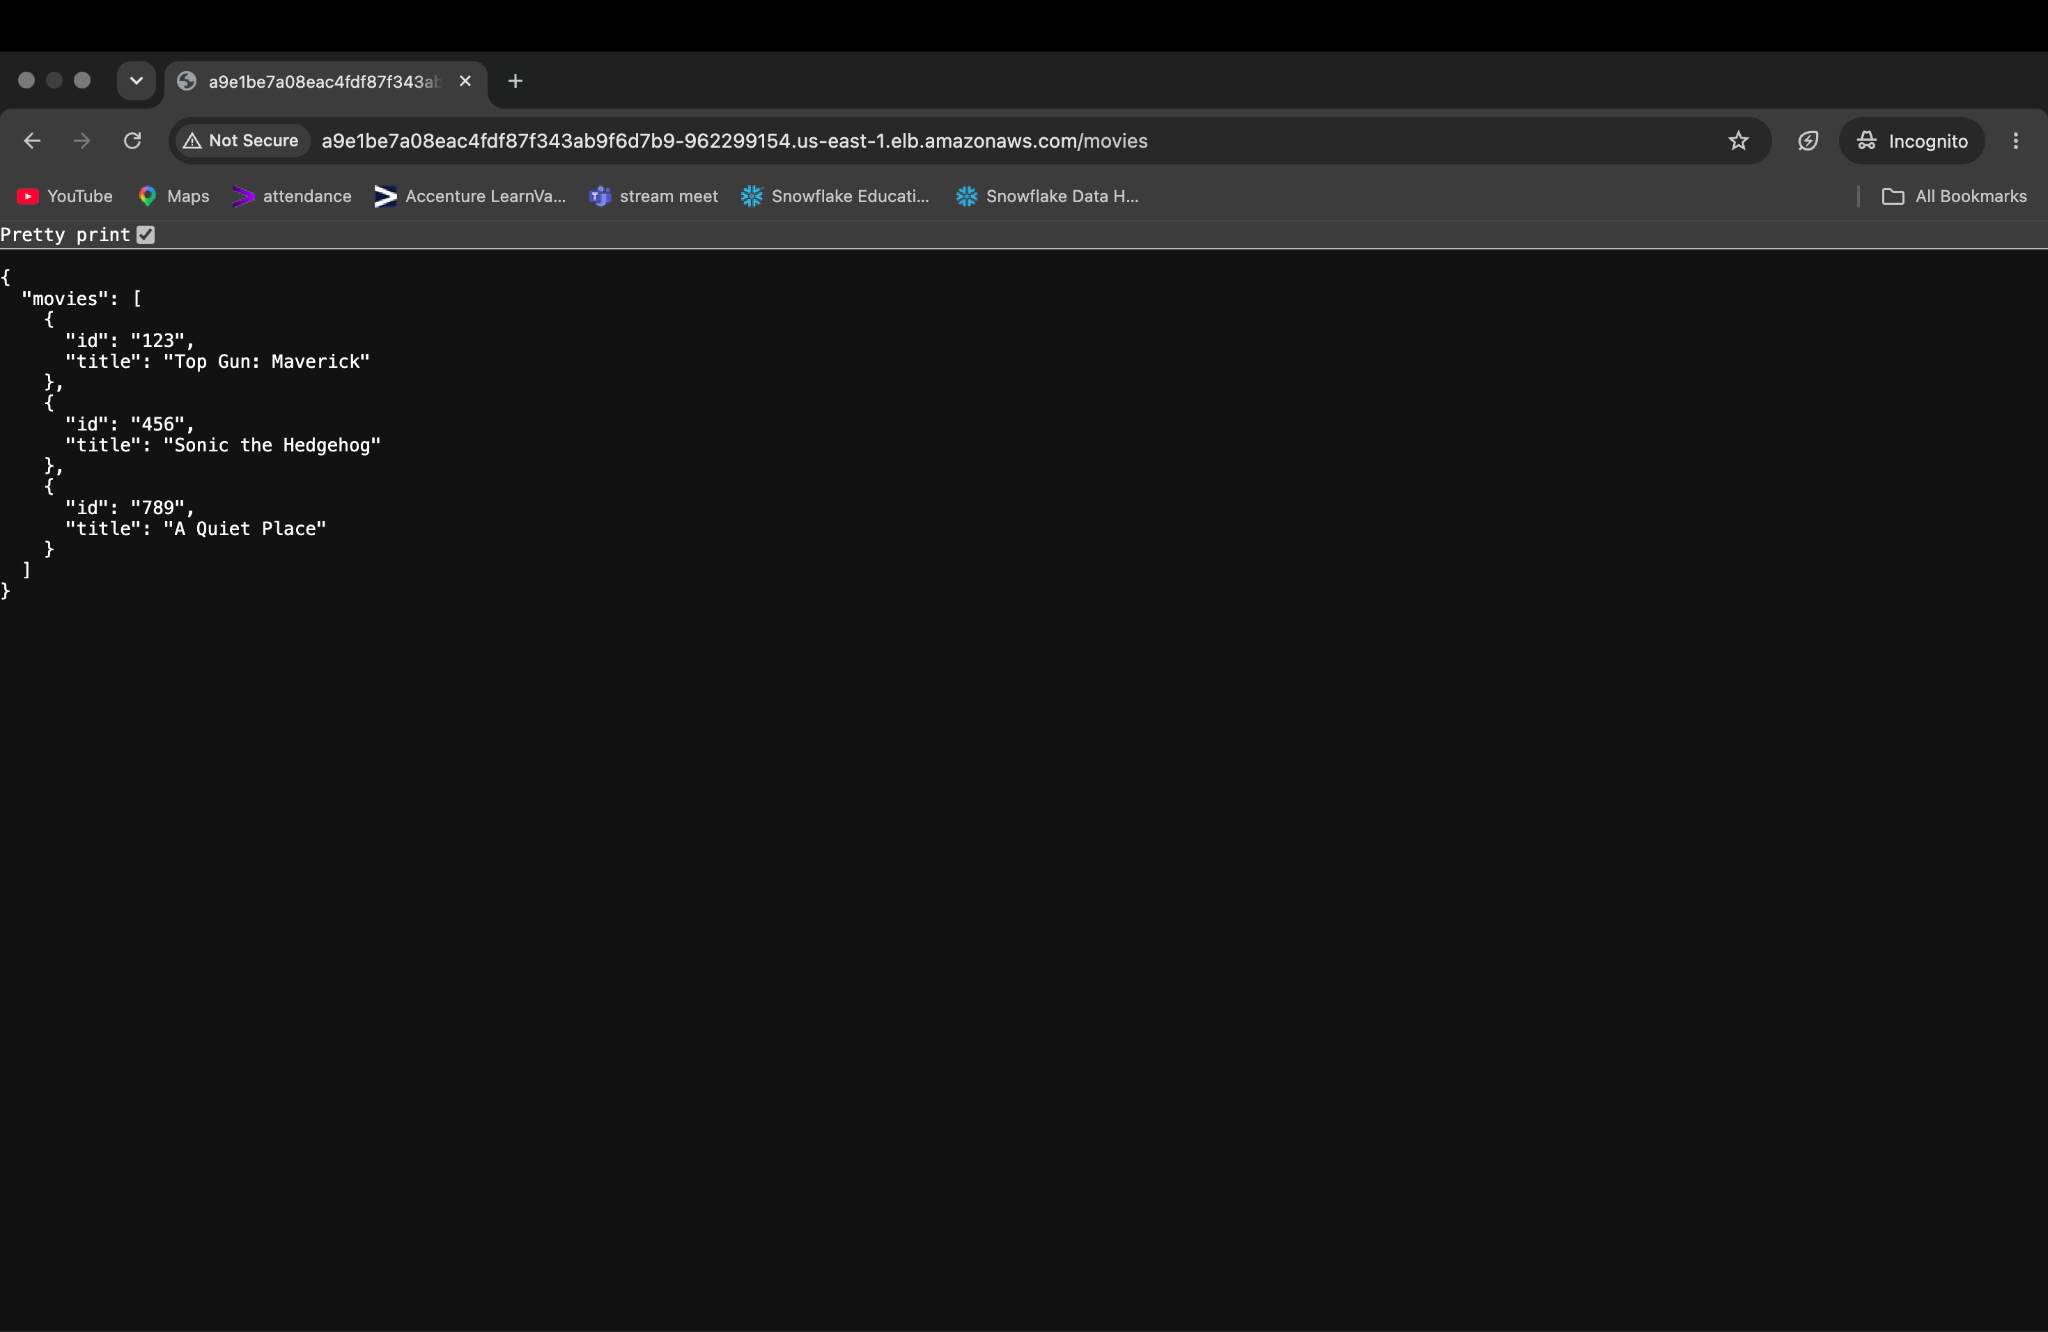 a9e1be7a08eac4fdf87f343ab
Not Secure a9e1be7a08eac4fdf87f343ab9f6d7b9-962299154.us-east-1.elb.amazonaws.com/movies Incognito
YouTube Maps attendance Accenture LearnVa... stream meet Snowflake Educati... Snowflake Data H... All Bookmarks
Pretty print
{
  "movies": [
    {
      "id": "123",
      "title": "Top Gun: Maverick"
    },
    {
      "id": "456",
      "title": "Sonic the Hedgehog"
    },
    {
      "id": "789",
      "title": "A Quiet Place"
    }
  ]
}